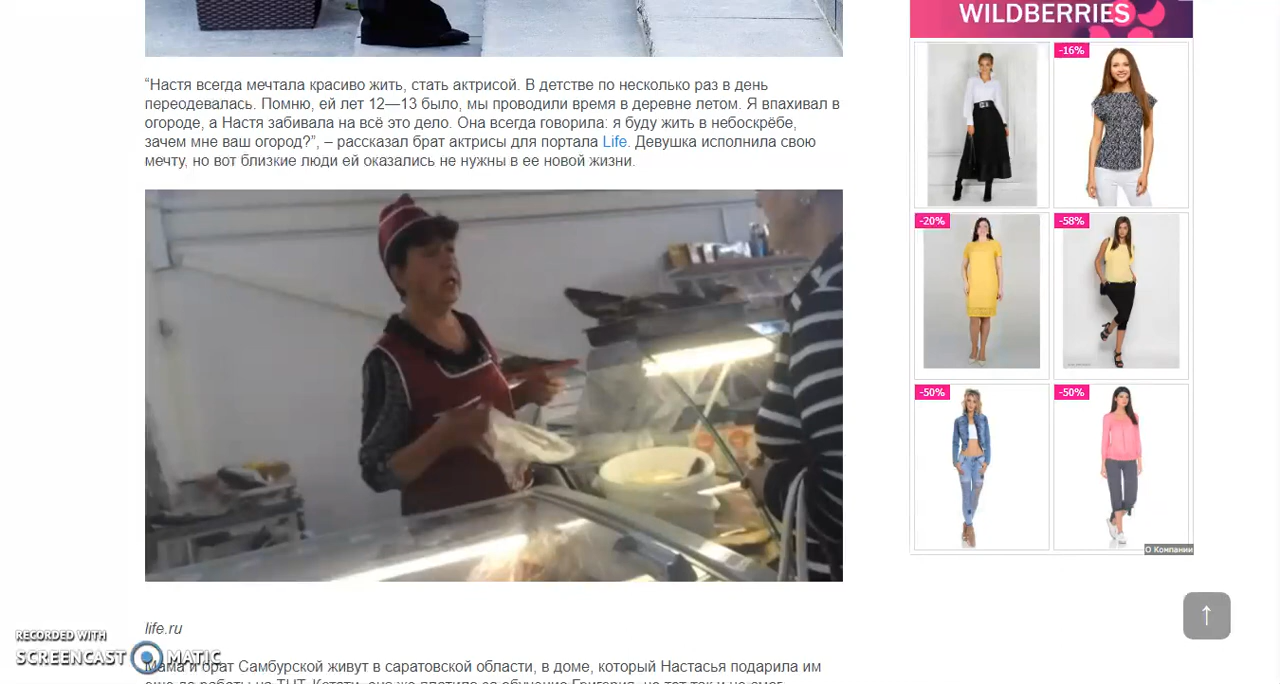 WILDBERRIES
-16%
“Настя всегда мечтала красиво жить, стать актрисой. В детстве по несколько раз в день
переодевалась. Помню, ей лет 12—13 было, мы проводили время в деревне летом. Я впахивал в
огороде, а Настя забивала на всё это дело. Она всегда говорила: я буду жить в небоскрёбе,
зачем мне ваш огород?”, – рассказал брат актрисы для портала Life. Девушка исполнила свою
мечту, но вот близкие люди ей оказались не нужны в ее новой жизни.
-20%
-58%
-50%
-50%
О Компании
life.ru
RECORDED WITH
SCREENCAST MATIC
Мама и брат Самбурской живут в саратовской области, в доме, который Настасья подарила им